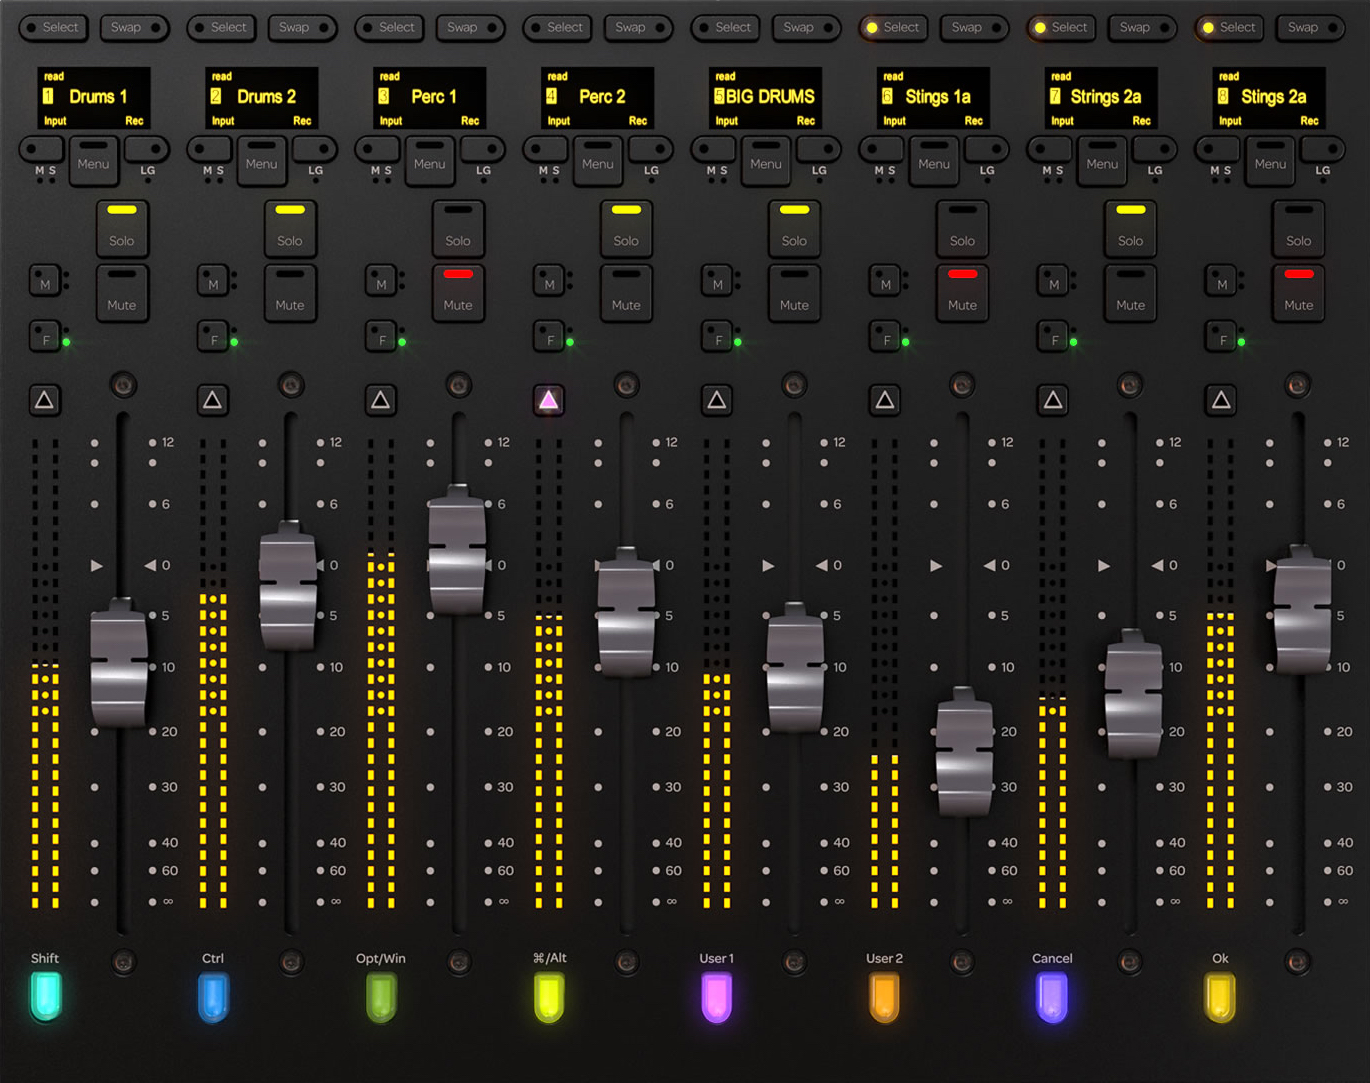 Select Swap Select Swap Select Swap Select Swap Select Swap Select Swap Select Swap Select Swap
read read read read read read read read
1 Drums 1 2 Drums 2 3 Perc 1 4 Perc 2 5 BIG DRUMS 6 Stings 1a 7 Strings 2a 8 Stings 2a
Input Rec Input Rec Input Rec Input Rec Input Rec Input Rec Input Rec Input Rec
Menu Menu Menu Menu Menu Menu Menu Menu
M S LG M S LG M S LG M S LG M S LG M S LG M S LG M S LG
Solo Solo Solo Solo Solo Solo Solo Solo
M M M M M M M M
Mute Mute Mute Mute Mute Mute Mute Mute
F F F F F F F F
12 12 12 12 12 12 12 12
6 6 6 6 6 6 6 6
0 0 0 0 0 0 0 0
5 5 5 5 5 5 5 5
10 10 10 10 10 10 10 10
20 20 20 20 20 20 20 20
30 30 30 30 30 30 30 30
40 40 40 40 40 40 40 40
60 60 60 60 60 60 60 60
∞ ∞ ∞ ∞ ∞ ∞ ∞ ∞
Shift Ctrl Opt/Win ⌘/Alt User 1 User 2 Cancel Ok